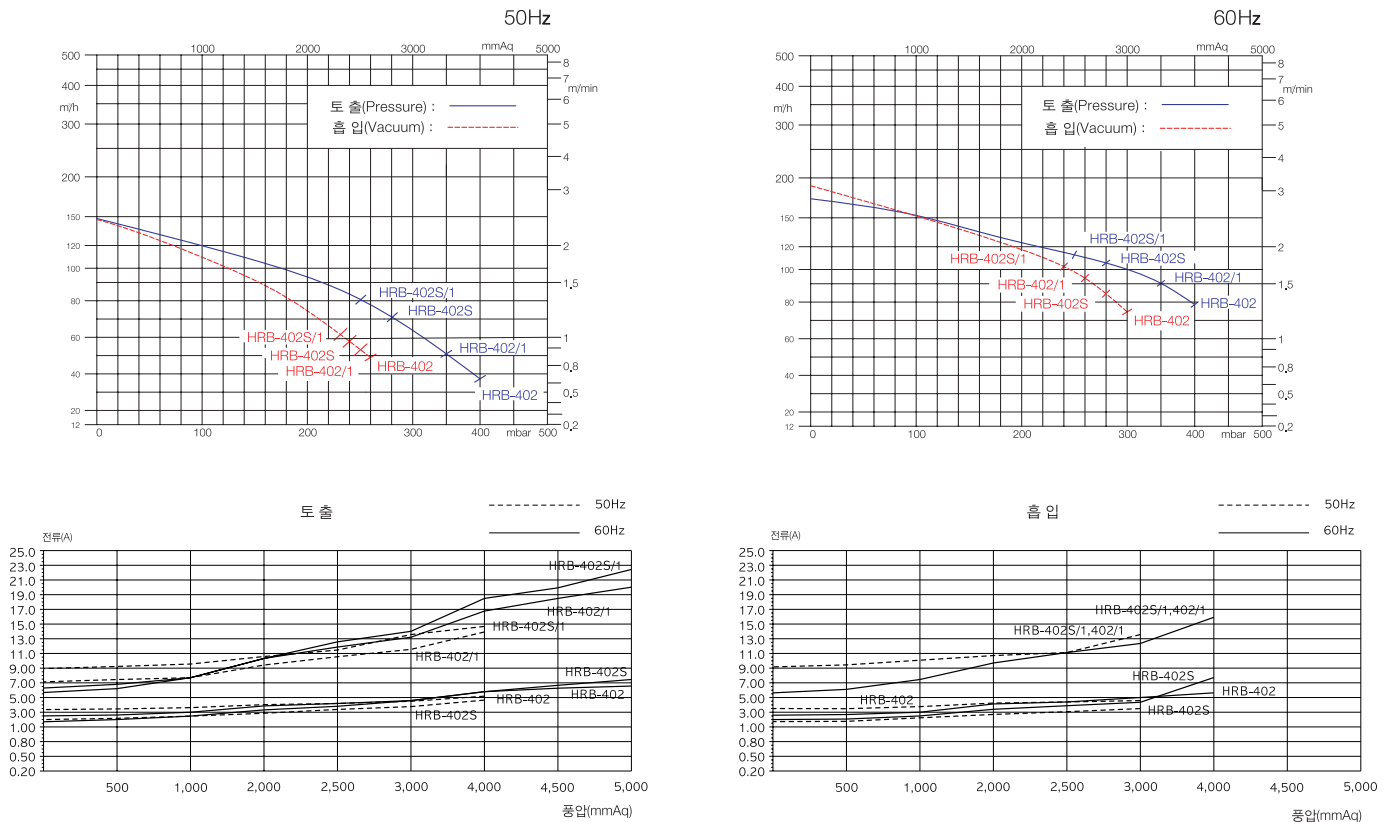 50Hz
1000 2000 3000 mmAq 5000
500 400 m/h 300 200 150 120 100 80 60 40 20 12
8 7 m/min 6 5 4 3 2 1.5 1 0.8 0.5 0.2
토 출(Pressure) :
흡 입(Vacuum) :
HRB-402S/1
HRB-402S
HRB-402/1
HRB-402
HRB-402S/1
HRB-402S
HRB-402/1
HRB-402
0 100 200 300 400 mbar 500
60Hz
1000 2000 3000 mmAq 5000
500 400 m/h 300 200 150 120 100 80 60 40 20 12
8 7 m/min 6 5 4 3 2 1.5 1 0.8 0.5 0.2
토 출(Pressure) :
흡 입(Vacuum) :
HRB-402S/1
HRB-402S
HRB-402/1
HRB-402
HRB-402S/1
HRB-402/1
HRB-402S
HRB-402
0 100 200 300 400 mbar 500
토 출
50Hz
60Hz
전류(A)
25.0
23.0
21.0
19.0
17.0
15.0
13.0
11.0
9.00
7.00
5.00
3.00
1.00
0.80
0.50
0.20
HRB-402S/1
HRB-402/1
HRB-402S/1
HRB-402/1
HRB-402S
HRB-402
HRB-402
HRB-402S
500 1,000 2,000 2,500 3,000 4,000 4,500 5,000
풍압(mmAq)
흡 입
50Hz
60Hz
전류(A)
25.0
23.0
21.0
19.0
17.0
15.0
13.0
11.0
9.00
7.00
5.00
3.00
1.00
0.80
0.50
0.20
HRB-402S/1,402/1
HRB-402S/1,402/1
HRB-402S
HRB-402
HRB-402
HRB-402S
500 1,000 2,000 2,500 3,000 4,000 4,500 5,000
풍압(mmAq)